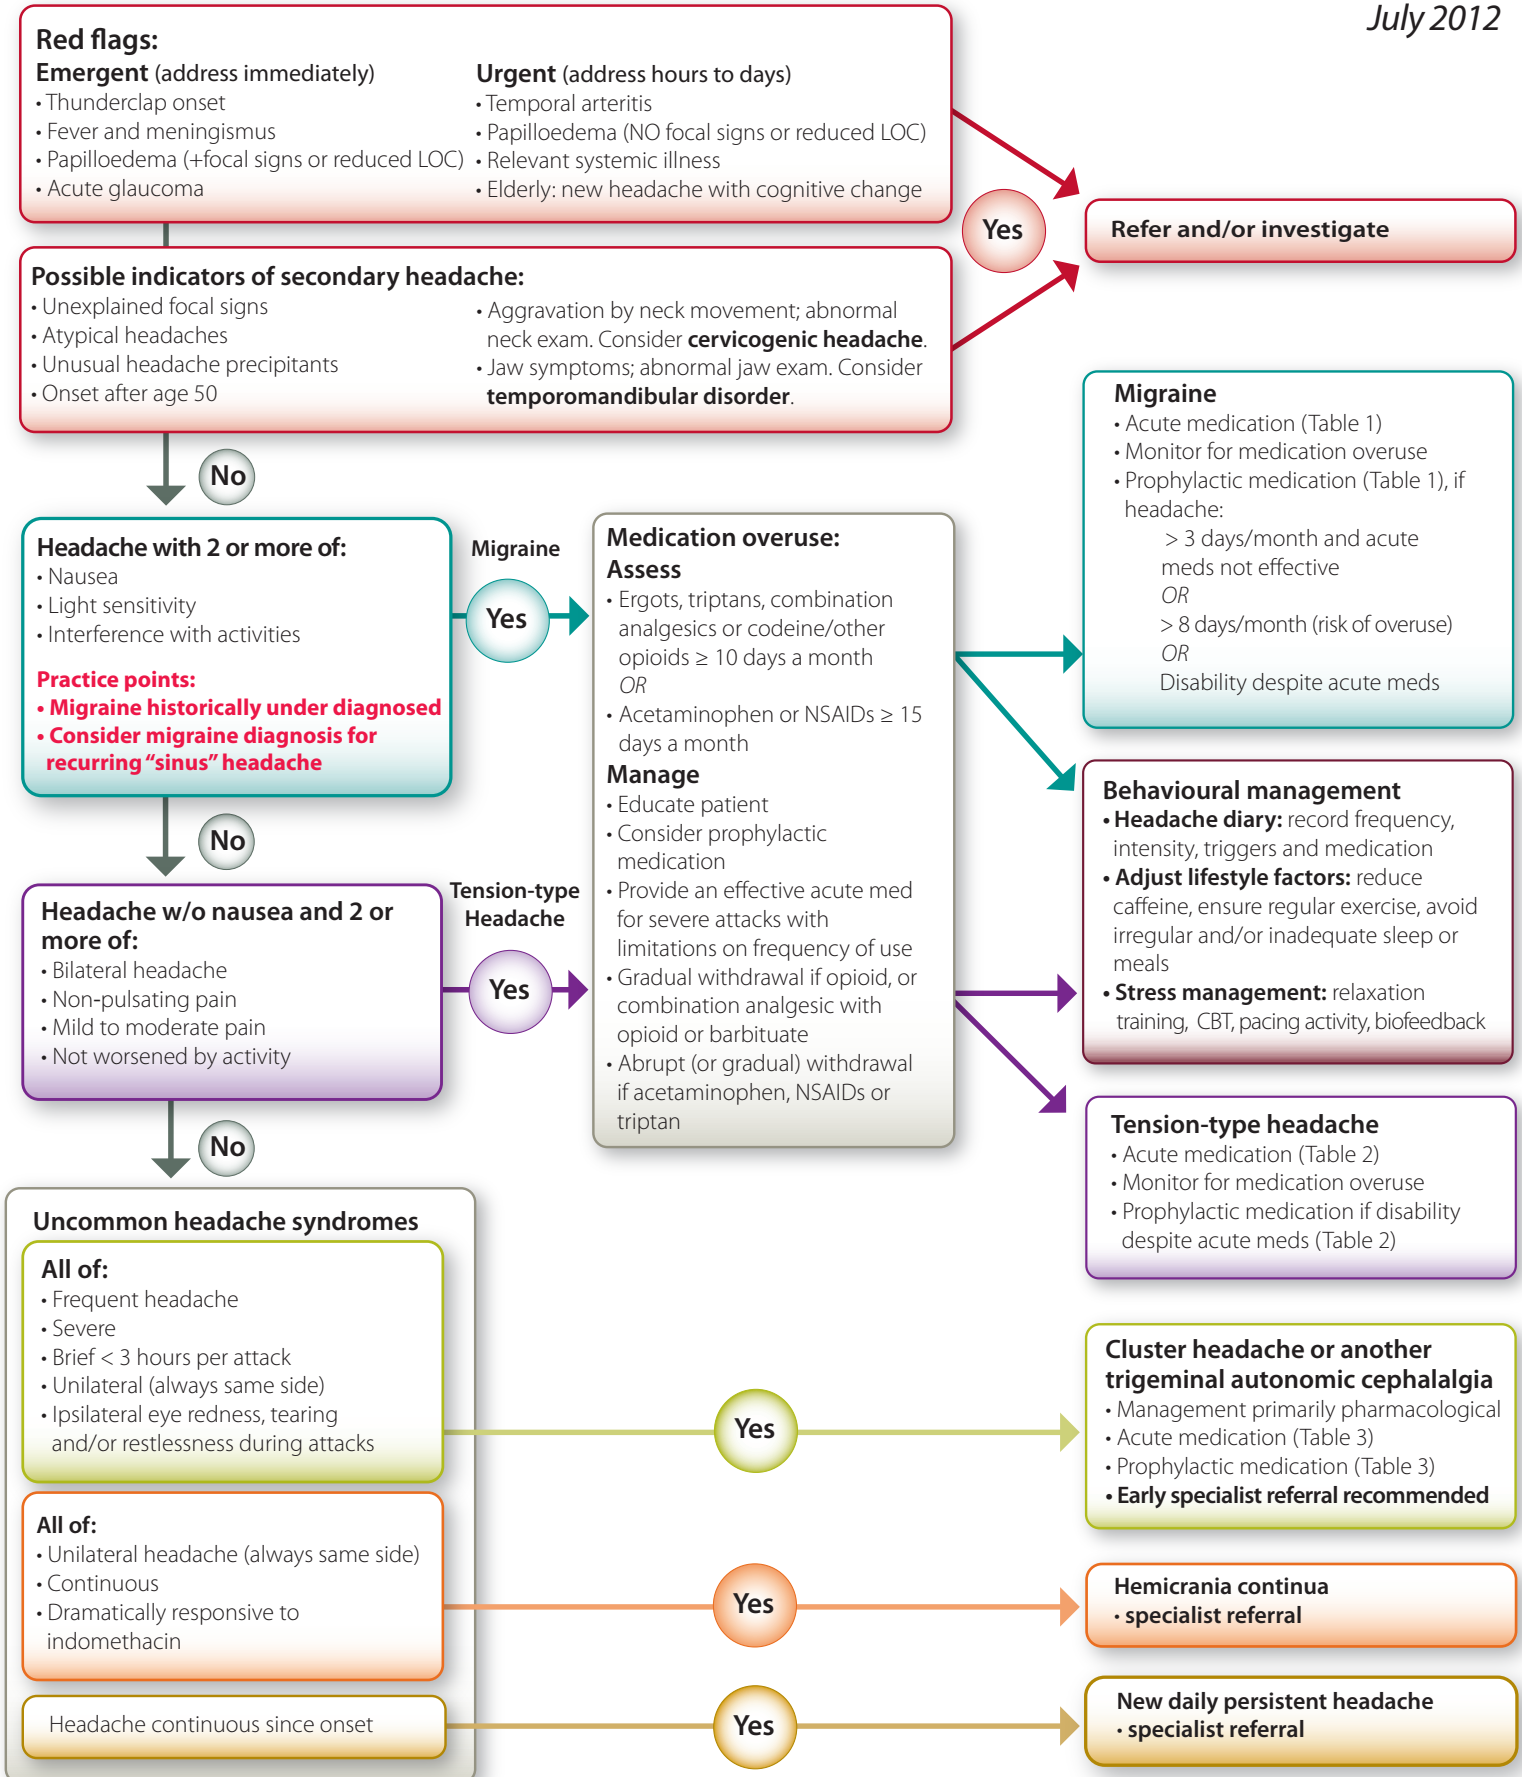 July 2012
Red flags:
Emergent (address immediately)
• Thunderclap onset
• Fever and meningismus
• Papilloedema (+focal signs or reduced LOC)
• Acute glaucoma
Urgent (address hours to days)
• Temporal arteritis
• Papilloedema (NO focal signs or reduced LOC)
• Relevant systemic illness
• Elderly: new headache with cognitive change
Yes
Refer and/or investigate
Possible indicators of secondary headache:
• Unexplained focal signs
• Atypical headaches
• Unusual headache precipitants
• Onset after age 50
• Aggravation by neck movement; abnormal
neck exam. Consider cervicogenic headache.
• Jaw symptoms; abnormal jaw exam. Consider
temporomandibular disorder.
No
Headache with 2 or more of:
• Nausea
• Light sensitivity
• Interference with activities
Practice points:
• Migraine historically under diagnosed
• Consider migraine diagnosis for
recurring “sinus” headache
Migraine
Yes
Medication overuse:
Assess
• Ergots, triptans, combination
analgesics or codeine/other
opioids ≥ 10 days a month
OR
• Acetaminophen or NSAIDs ≥ 15
days a month
Manage
• Educate patient
• Consider prophylactic
medication
• Provide an effective acute med
for severe attacks with
limitations on frequency of use
• Gradual withdrawal if opioid, or
combination analgesic with
opioid or barbituate
• Abrupt (or gradual) withdrawal
if acetaminophen, NSAIDs or
triptan
Migraine
• Acute medication (Table 1)
• Monitor for medication overuse
• Prophylactic medication (Table 1), if
headache:
> 3 days/month and acute
meds not effective
OR
> 8 days/month (risk of overuse)
OR
Disability despite acute meds
Behavioural management
• Headache diary: record frequency,
intensity, triggers and medication
• Adjust lifestyle factors: reduce
caffeine, ensure regular exercise, avoid
irregular and/or inadequate sleep or
meals
• Stress management: relaxation
training, CBT, pacing activity, biofeedback
No
Headache w/o nausea and 2 or
more of:
• Bilateral headache
• Non-pulsating pain
• Mild to moderate pain
• Not worsened by activity
Tension-type
Headache
Yes
Tension-type headache
• Acute medication (Table 2)
• Monitor for medication overuse
• Prophylactic medication if disability
despite acute meds (Table 2)
No
Uncommon headache syndromes
All of:
• Frequent headache
• Severe
• Brief < 3 hours per attack
• Unilateral (always same side)
• Ipsilateral eye redness, tearing
and/or restlessness during attacks
Yes
Cluster headache or another
trigeminal autonomic cephalalgia
• Management primarily pharmacological
• Acute medication (Table 3)
• Prophylactic medication (Table 3)
• Early specialist referral recommended
All of:
• Unilateral headache (always same side)
• Continuous
• Dramatically responsive to
indomethacin
Yes
Hemicrania continua
• specialist referral
Headache continuous since onset
Yes
New daily persistent headache
• specialist referral